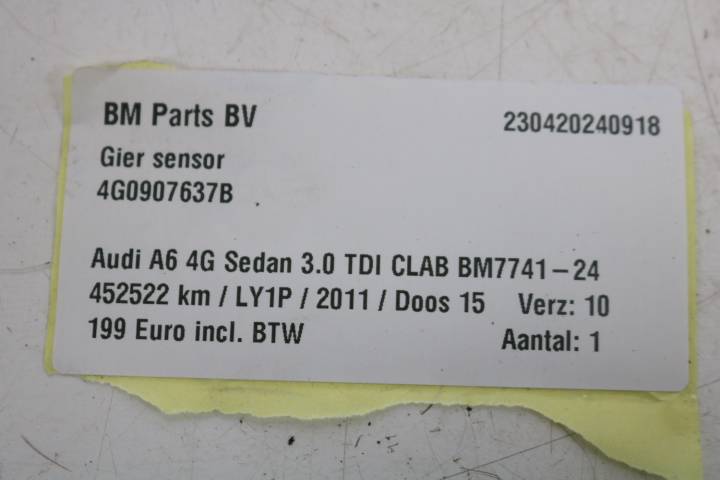 BM Parts BV 230420240918
Gier sensor
4G0907637B
Audi A6 4G Sedan 3.0 TDI CLAB BM7741-24
452522 km / LY1P / 2011 / Doos 15 Verz: 10
199 Euro incl. BTW Aantal: 1